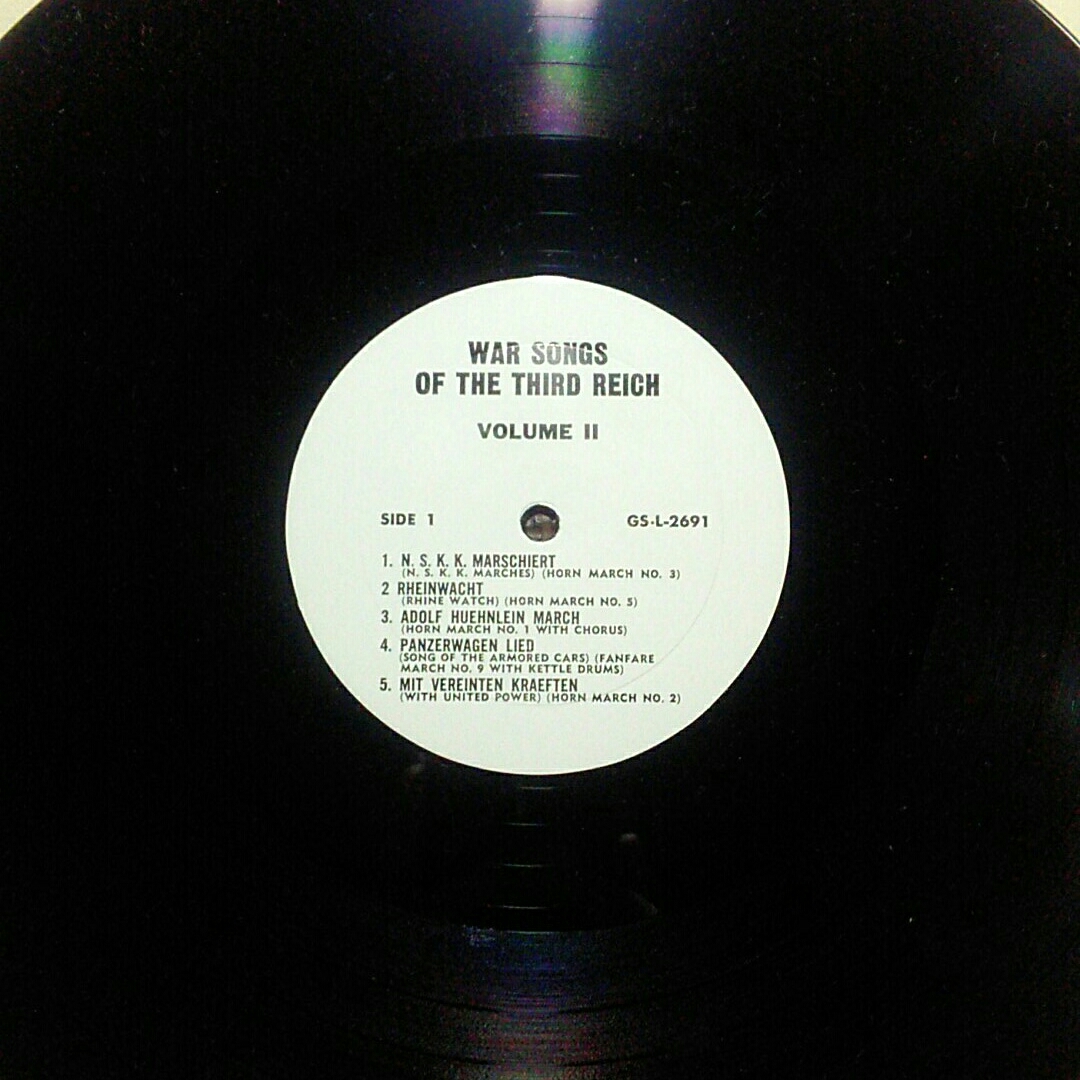 WAR SONGS
OF THE THIRD REICH
VOLUME II
SIDE 1 GS-L-2691
1. N. S. K. K. MARSCHIERT
(N. S. K. K. MARCHES) (HORN MARCH NO. 3)
2 RHEINWACHT
(RHINE WATCH) (HORN MARCH NO. 5)
3. ADOLF HUEHNLEIN MARCH
(HORN MARCH NO. 1 WITH CHORUS)
4. PANZERWAGEN LIED
(SONG OF THE ARMORED CARS) (FANFARE
MARCH NO. 9 WITH KETTLE DRUMS)
5. MIT VEREINTEN KRAEFTEN
(WITH UNITED POWER) (HORN MARCH NO. 2)